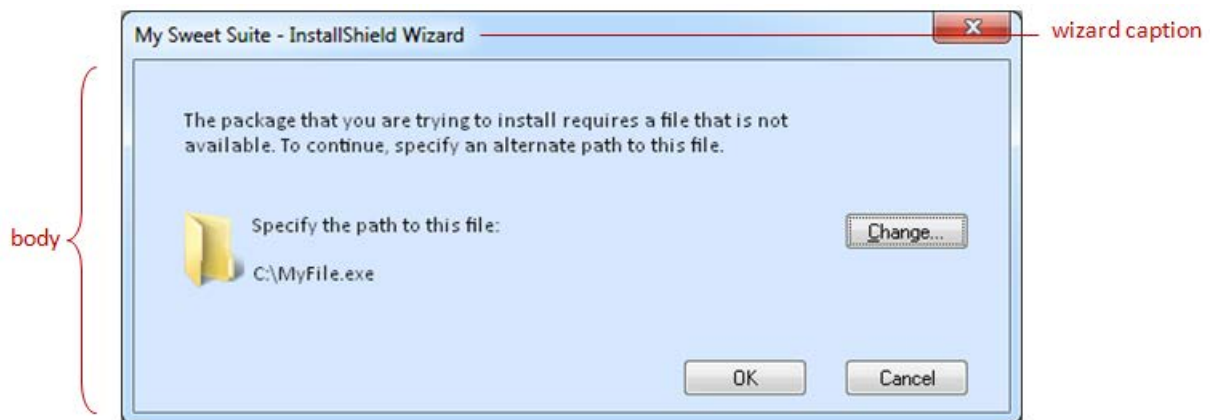 My Sweet Suite - InstallShield Wizard
wizard caption
The package that you are trying to install requires a file that is not
available. To continue, specify an alternate path to this file.
body
Specify the path to this file:
Change...
C:\MyFile.exe
OK
Cancel